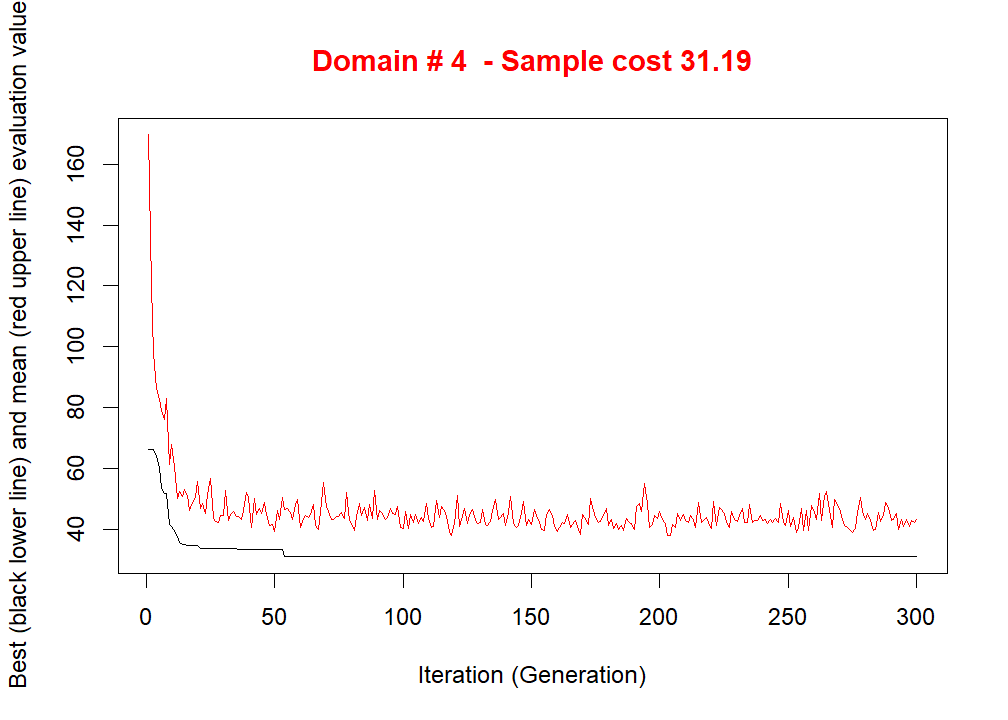 Domain # 4  - Sample cost 31.19
Best (black lower line) and mean (red upper line) evaluation value
160
140
120
100
80
60
40
0 50 100 150 200 250 300
Iteration (Generation)